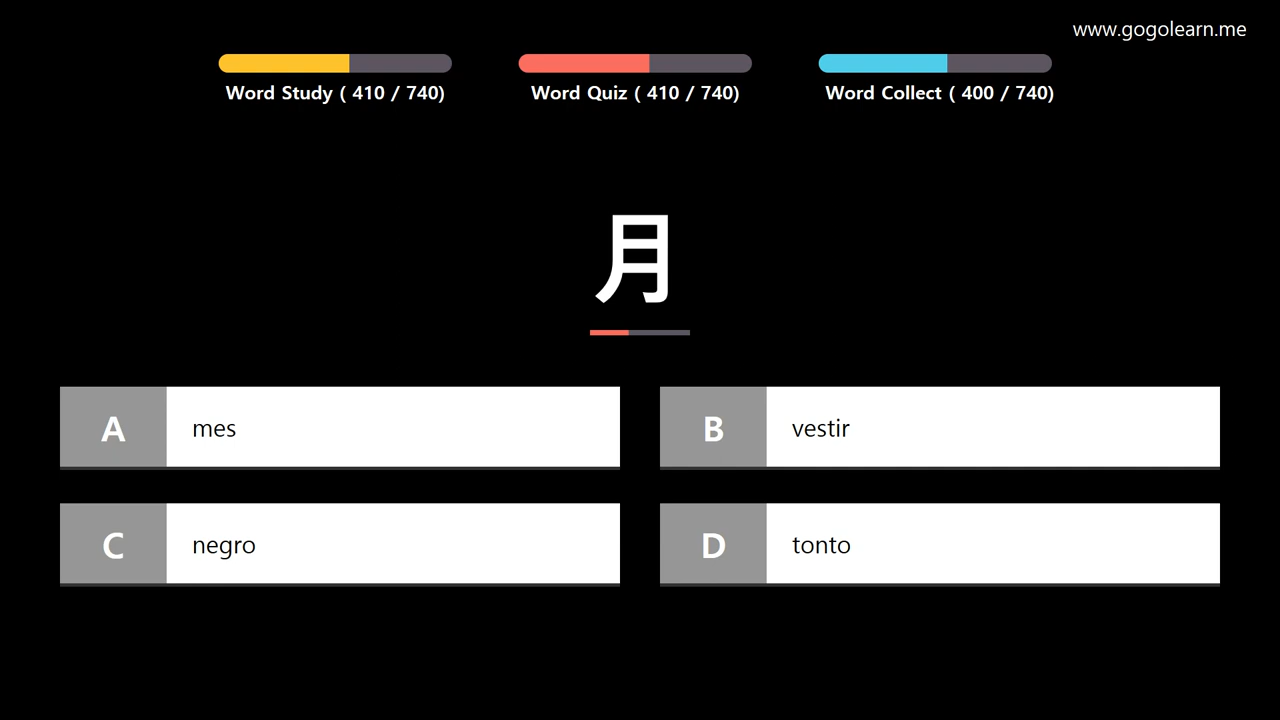 www.gogolearn.me
Word Study ( 410 / 740)
Word Quiz ( 410 / 740)
Word Collect ( 400 / 740)
月
A mes
B vestir
C negro
D tonto